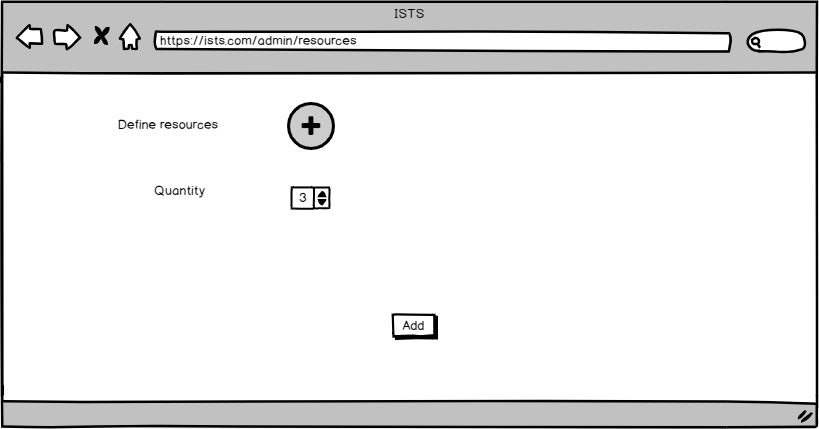 ISTS
https://ists.com/admin/resources
Define resources
Quantity
3
Add